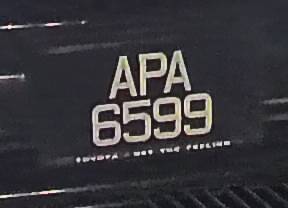 APA
6599
TOYOTA GET THE FEELING